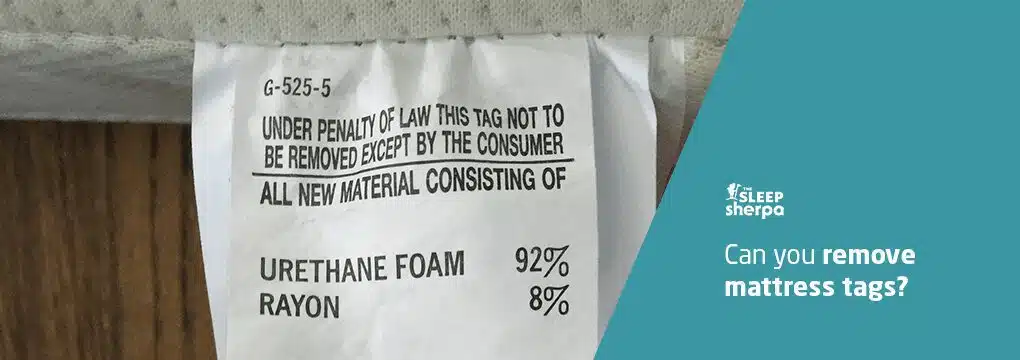 G-525-5
UNDER PENALTY OF LAW THIS TAG NOT TO
BE REMOVED EXCEPT BY THE CONSUMER
ALL NEW MATERIAL CONSISTING OF
URETHANE FOAM 92%
RAYON 8%
THE
SLEEP
sherpa
Can you remove
mattress tags?